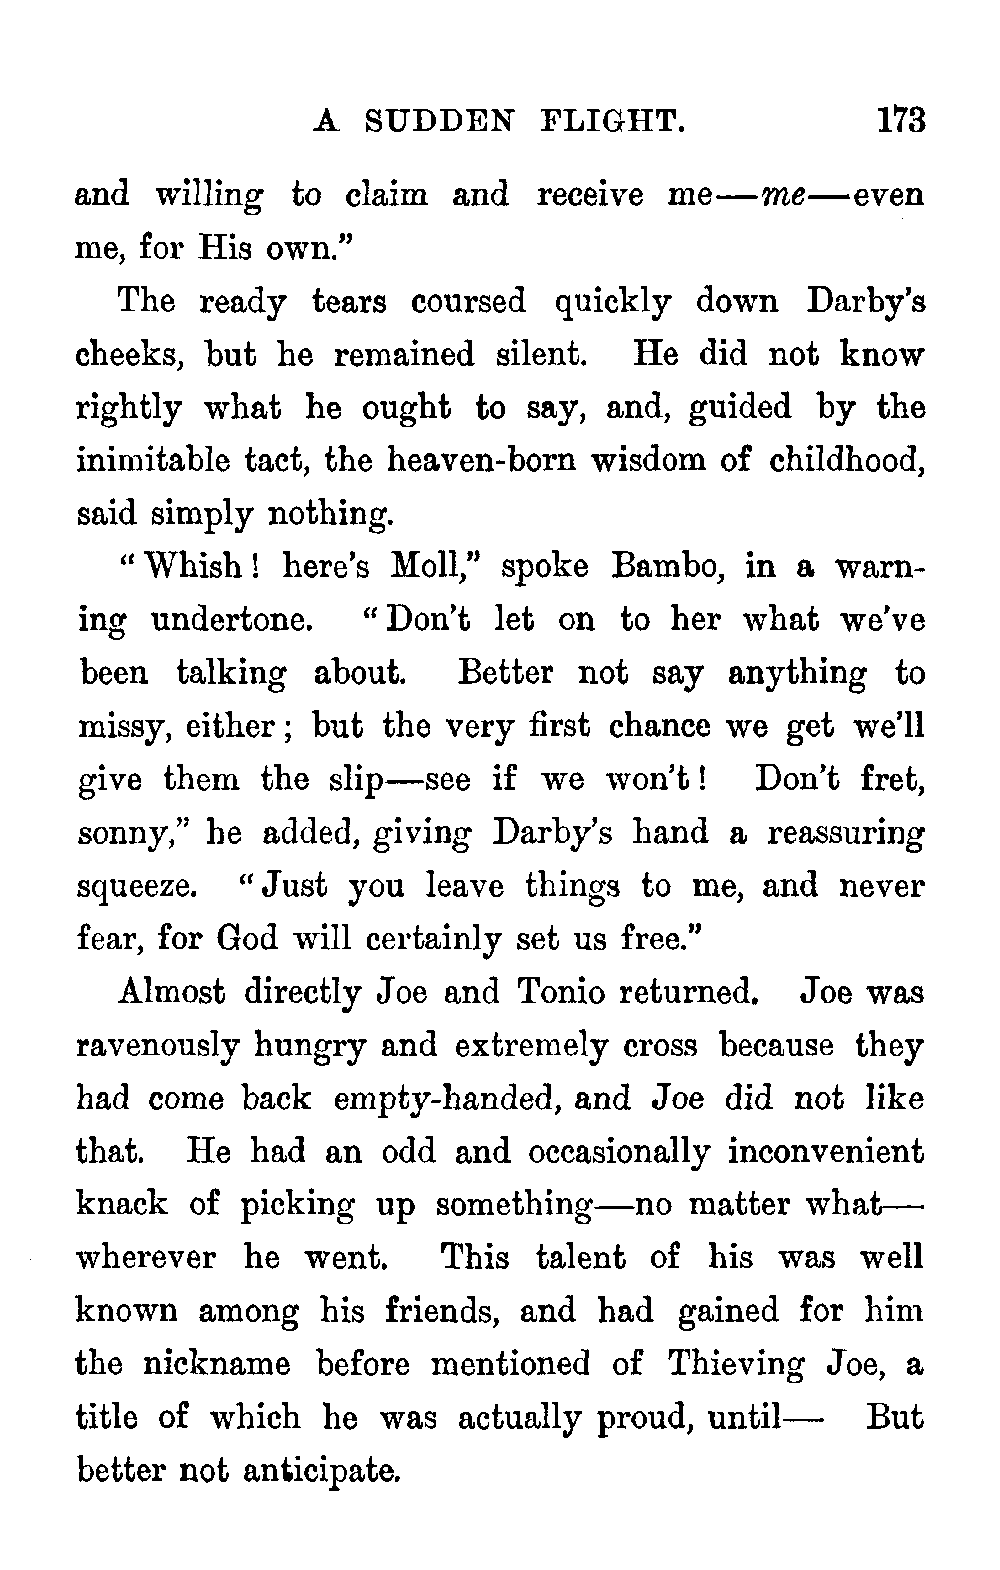 A SUDDEN FLIGHT. 173
and willing to claim and receive me—me—even
me, for His own.”
The ready tears coursed quickly down Darby’s
cheeks, but he remained silent. He did not know
rightly what he ought to say, and, guided by the
inimitable tact, the heaven-born wisdom of childhood,
said simply nothing.
“Whish! here’s Moll,” spoke Bambo, in a warn-
ing undertone. “Don’t let on to her what we’ve
been talking about. Better not say anything to
missy, either; but the very first chance we get we’ll
give them the slip—see if we won’t! Don’t fret,
sonny,” he added, giving Darby’s hand a reassuring
squeeze. “Just you leave things to me, and never
fear, for God will certainly set us free.”
Almost directly Joe and Tonio returned. Joe was
ravenously hungry and extremely cross because they
had come back empty-handed, and Joe did not like
that. He had an odd and occasionally inconvenient
knack of picking up something—no matter what—
wherever he went. This talent of his was well
known among his friends, and had gained for him
the nickname before mentioned of Thieving Joe, a
title of which he was actually proud, until— But
better not anticipate.